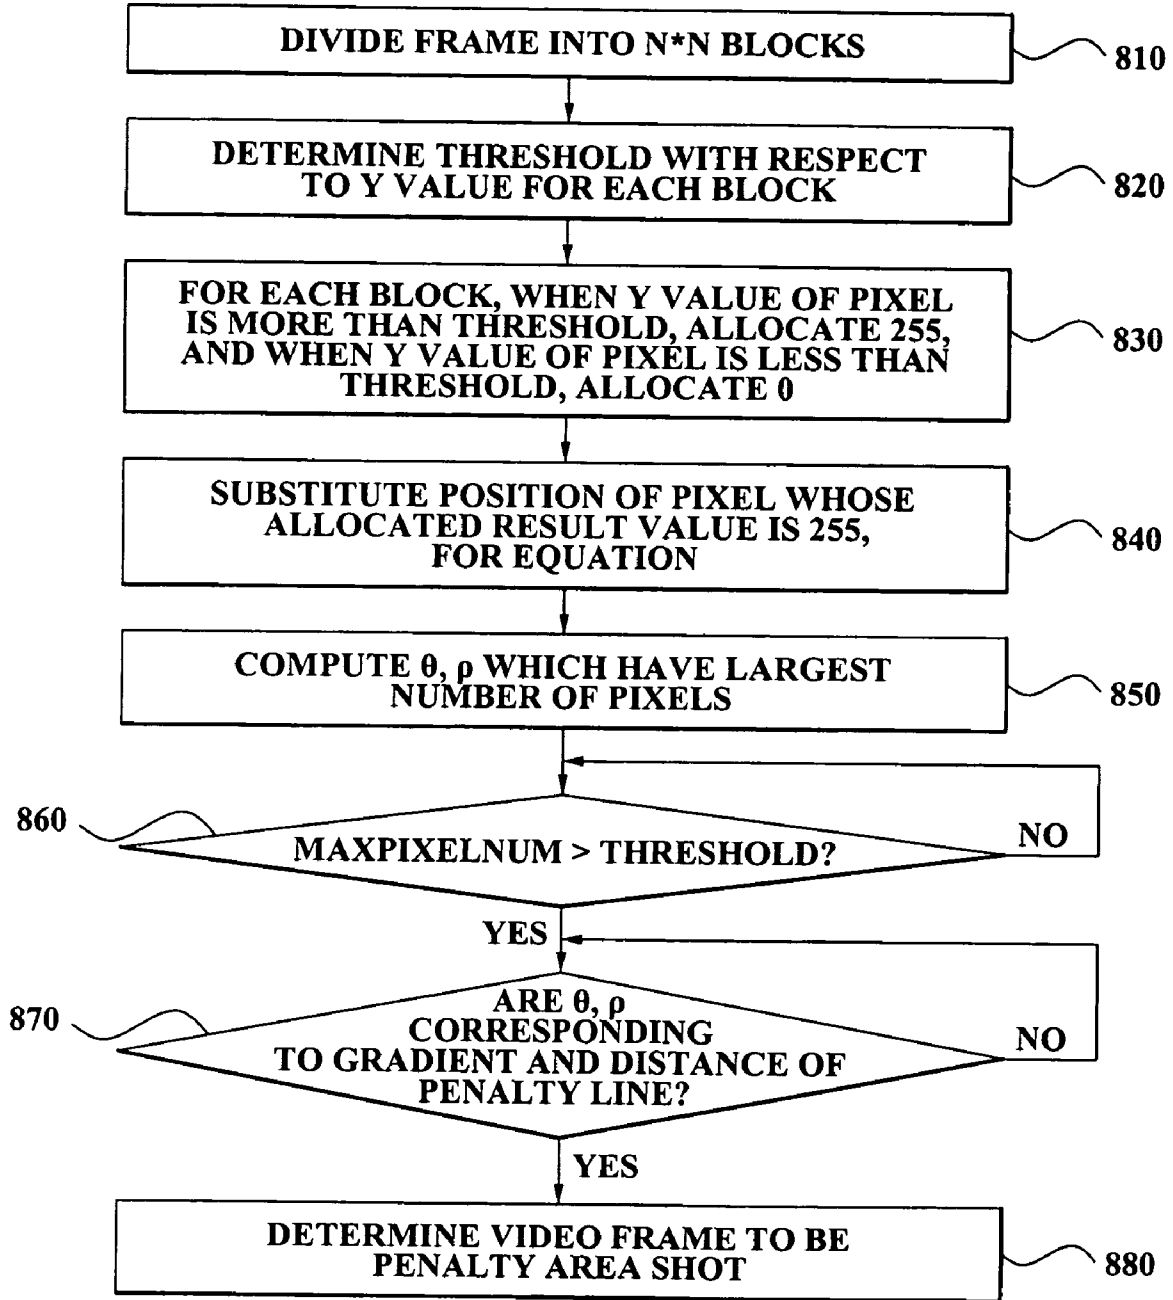 DIVIDE FRAME INTO N*N BLOCKS
810
DETERMINE THRESHOLD WITH RESPECT
TO Y VALUE FOR EACH BLOCK
820
FOR EACH BLOCK, WHEN Y VALUE OF PIXEL
IS MORE THAN THRESHOLD, ALLOCATE 255,
AND WHEN Y VALUE OF PIXEL IS LESS THAN
THRESHOLD, ALLOCATE 0
830
SUBSTITUTE POSITION OF PIXEL WHOSE
ALLOCATED RESULT VALUE IS 255,
FOR EQUATION
840
COMPUTE θ, ρ WHICH HAVE LARGEST
NUMBER OF PIXELS
850
860
MAXPIXELNUM > THRESHOLD?
NO
YES
870
ARE θ, ρ
CORRESPONDING
TO GRADIENT AND DISTANCE OF
PENALTY LINE?
NO
YES
DETERMINE VIDEO FRAME TO BE
PENALTY AREA SHOT
880